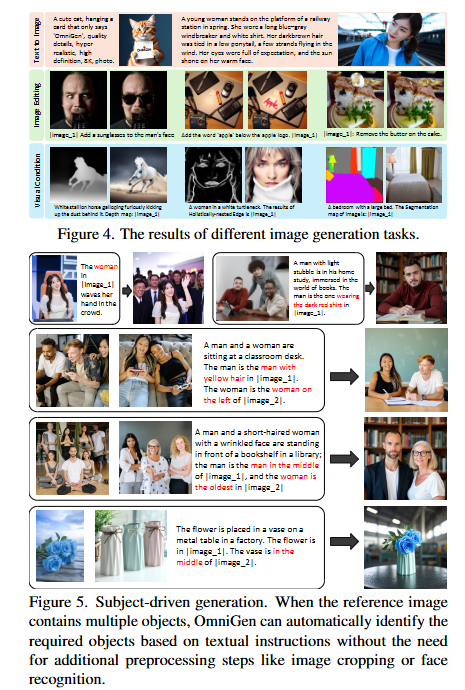 Text to Image
A cute cat, hanging a
card that only says
'OmniGen', quality
details, hyper
realistic, high
definition, 8K, photo.
OMNIGEN
A young woman stands on the platform of a railway
station in spring. She wore a long blue-gray
windbreaker and white shirt. Her darkbrown hair
was tied in a low ponytail, a few strands flying in the
wind. Her eyes were full of expectation, and the sun
shone on her warm face.
Image Editing
|image_1| Add a sunglasses to the man's face
Add the word 'apple' below the apple logo. |image_1|
|image_1|: Remove the butter on the cake.
Visual Condition
White stallion horse galloping furiously kicking
up the dust behind it. Depth map: |image_1|
A woman in a white turtleneck. The results of
Holistically-nested Edge is |image_1|
A bedroom with a large bed. The Segmentation
map of image is: |image_1|
Figure 4. The results of different image generation tasks.
The woman
in
|image_1|
waves her
hand in the
crowd.
A man with light
stubble is in his home
study, immersed in the
world of books. The
man is the one wearing
the dark red shirt in
|image_1|.
A man and a woman are
sitting at a classroom desk.
The man is the man with
yellow hair in |image_1|.
The woman is the woman on
the left of |image_2|.
A man and a short-haired woman
with a wrinkled face are standing
in front of a bookshelf in a library;
the man is the man in the middle
of |image_1|, and the woman is
the oldest in |image_2|
The flower is placed in a vase on a
metal table in a factory. The flower is
in |image_1|. The vase is in the
middle of |image_2|.
Figure 5. Subject-driven generation. When the reference image
contains multiple objects, OmniGen can automatically identify the
required objects based on textual instructions without the need
for additional preprocessing steps like image cropping or face
recognition.